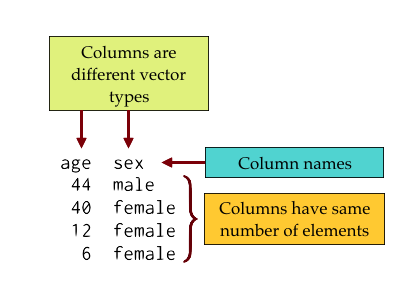 Columns are
different vector
types
age sex
Column names
44 male
40 female
12 female
6 female
Columns have same
number of elements